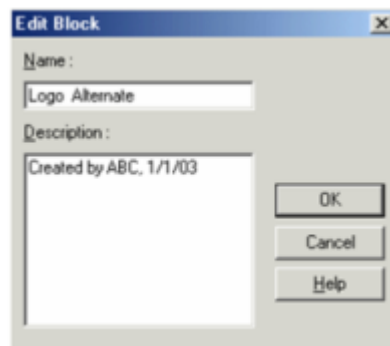 Edit Block
Name :
Logo Alternate
Description :
Created by ABC, 1/1/03
OK
Cancel
Help